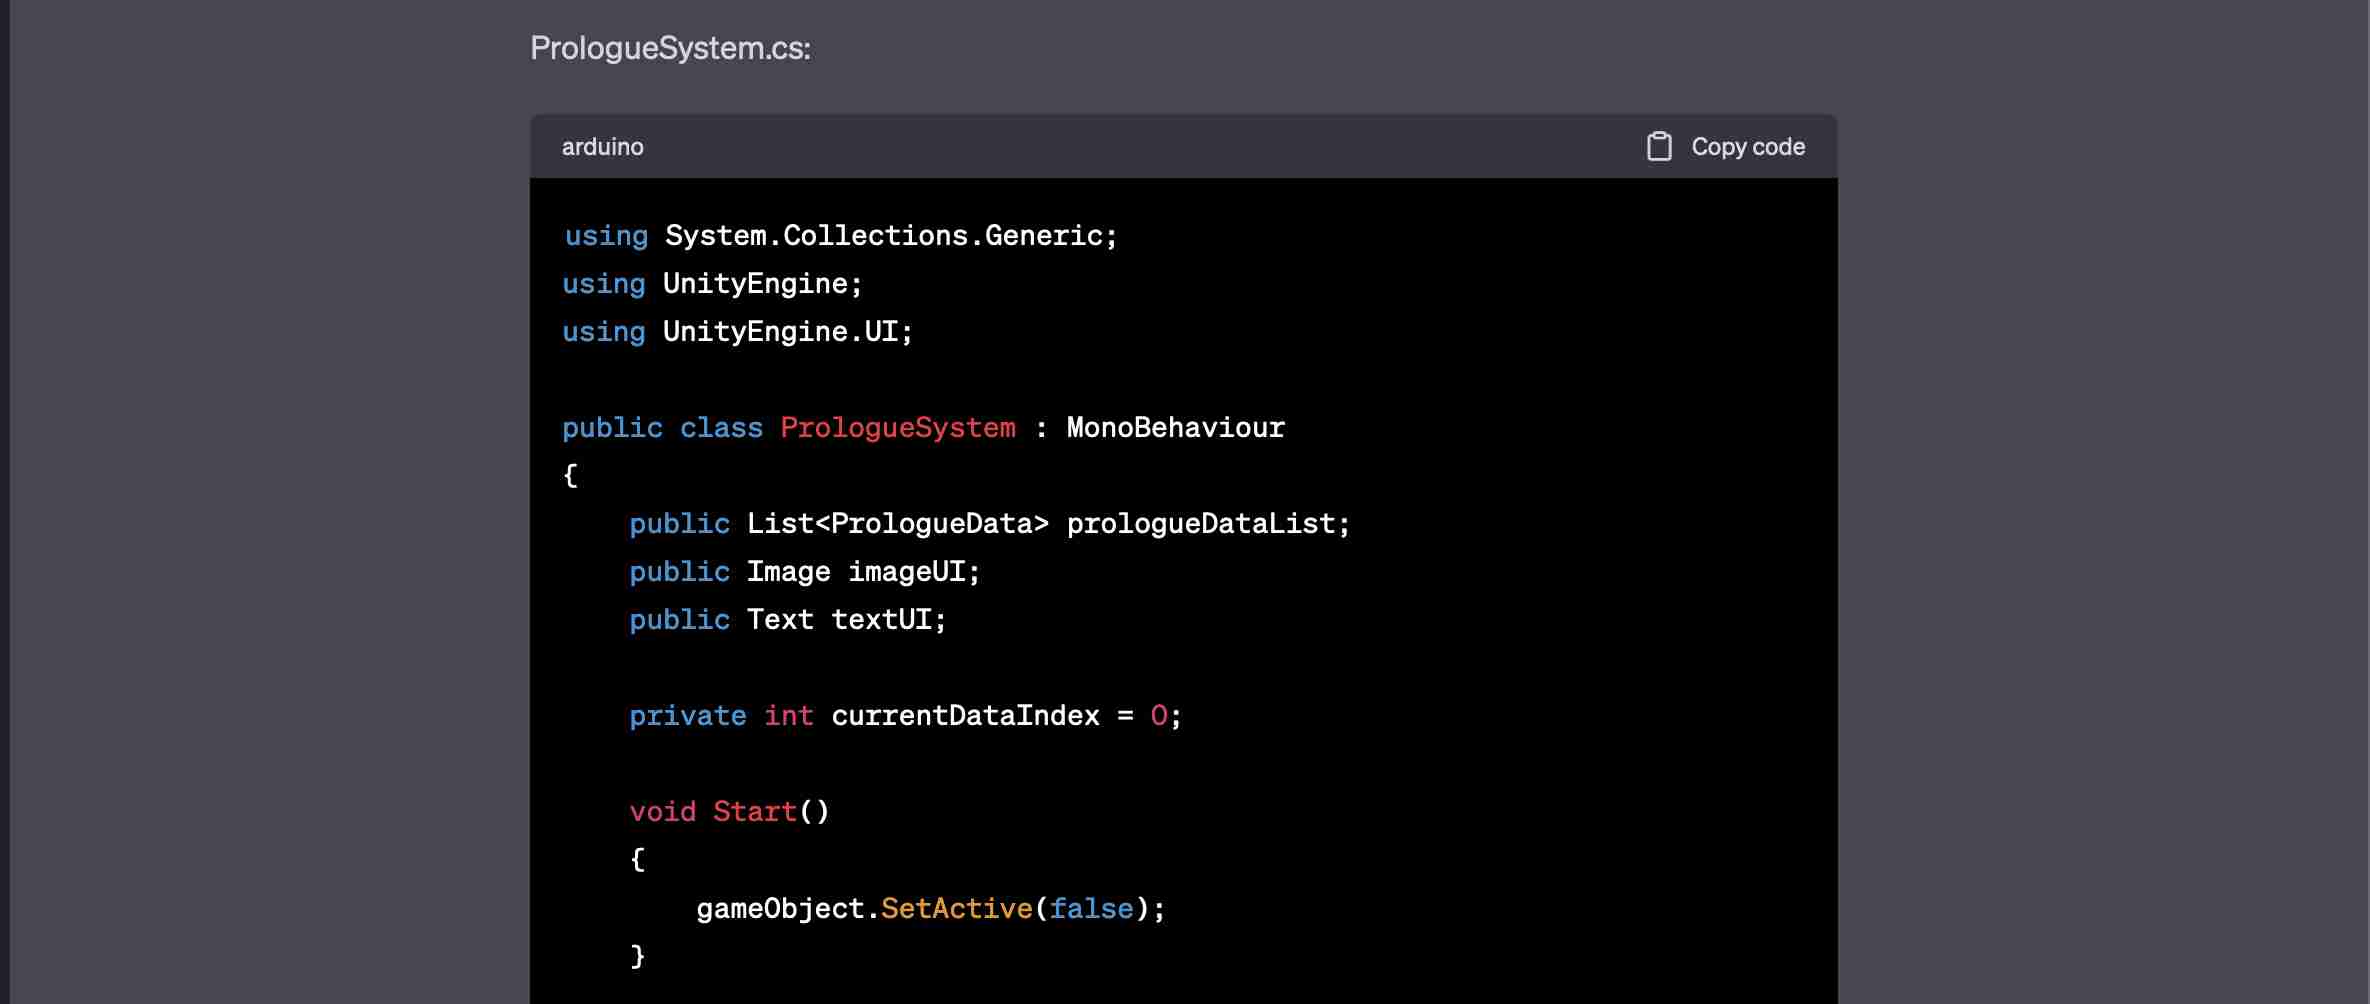 PrologueSystem.cs:
arduino
Copy code
using System.Collections.Generic;
using UnityEngine;
using UnityEngine.UI;
public class PrologueSystem : MonoBehaviour
{
public List<PrologueData> prologueDataList;
public Image imageUI;
public Text textUI;
private int currentDataIndex = 0;
void Start()
{
gameObject.SetActive(false);
}